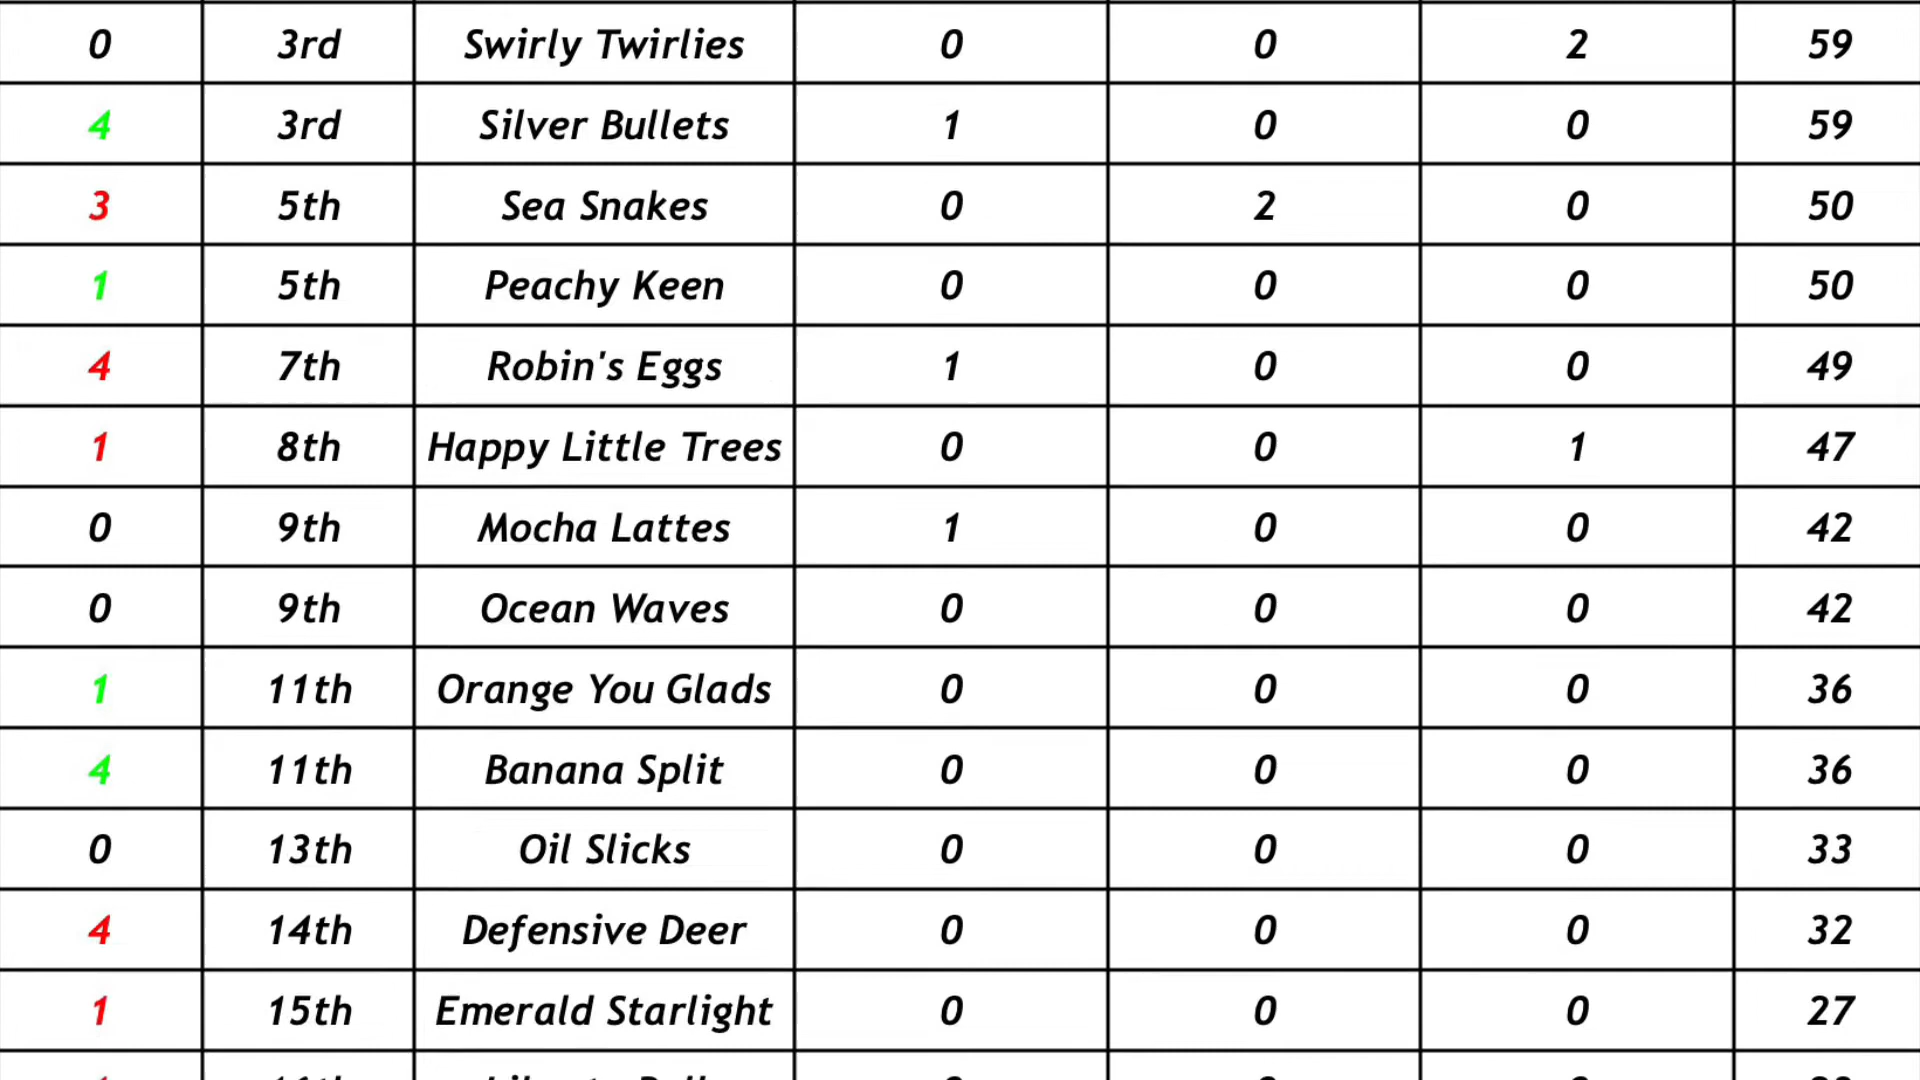 0 3rd Swirly Twirlies 0 0 2 59
4 3rd Silver Bullets 1 0 0 59
3 5th Sea Snakes 0 2 0 50
1 5th Peachy Keen 0 0 0 50
4 7th Robin's Eggs 1 0 0 49
1 8th Happy Little Trees 0 0 1 47
0 9th Mocha Lattes 1 0 0 42
0 9th Ocean Waves 0 0 0 42
1 11th Orange You Glads 0 0 0 36
4 11th Banana Split 0 0 0 36
0 13th Oil Slicks 0 0 0 33
4 14th Defensive Deer 0 0 0 32
1 15th Emerald Starlight 0 0 0 27